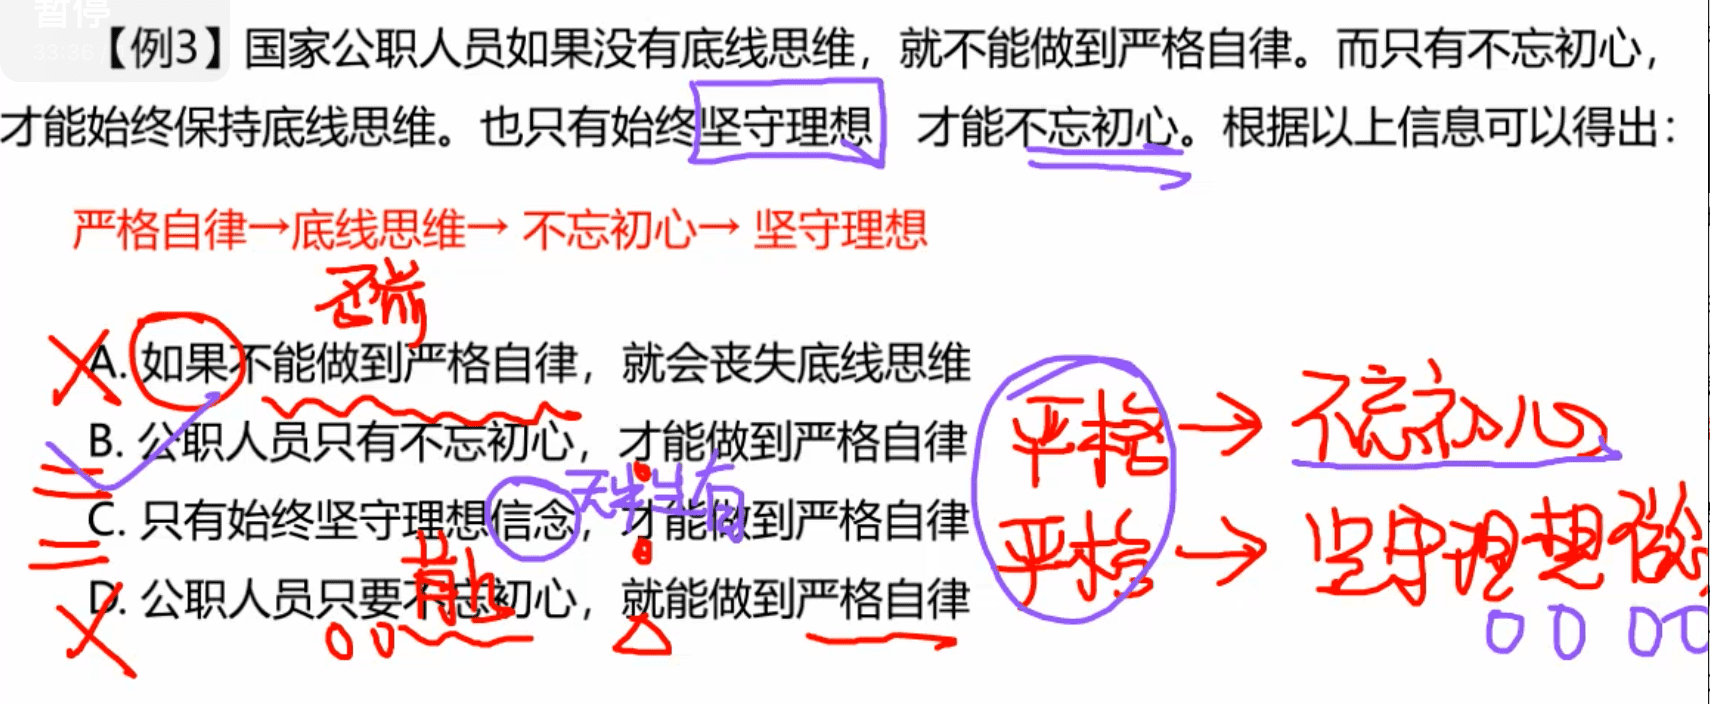 暂停
33:36
【例3】国家公职人员如果没有底线思维，就不能做到严格自律。而只有不忘初心，
才能始终保持底线思维。也只有始终坚守理想 才能不忘初心。根据以上信息可以得出：
严格自律→底线思维→ 不忘初心→ 坚守理想
否前
A. 如果不能做到严格自律，就会丧失底线思维
B. 公职人员只有不忘初心，才能做到严格自律
严格→不忘初心
无中生有
C. 只有始终坚守理想信念，才能做到严格自律
严格→坚守理想
肯后
D. 公职人员只要不忘初心，就能做到严格自律